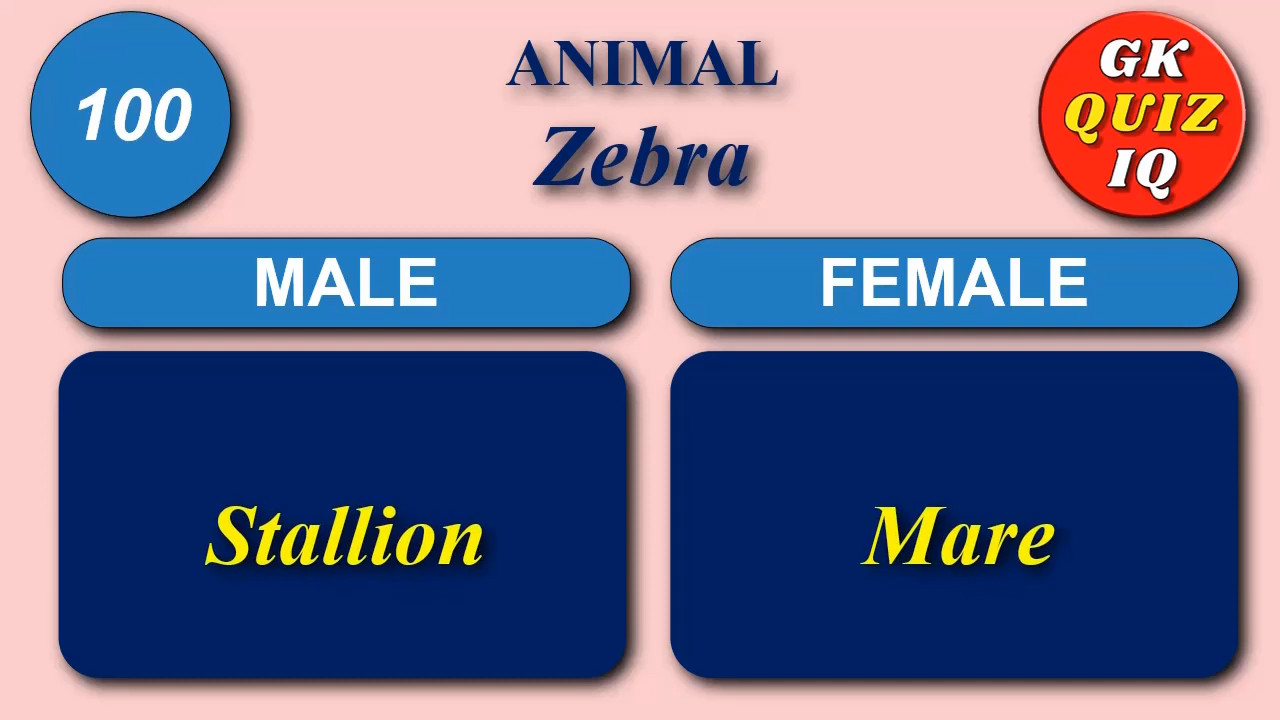 100
ANIMAL
Zebra
GK
QUIZ
IQ
MALE
FEMALE
Stallion
Mare